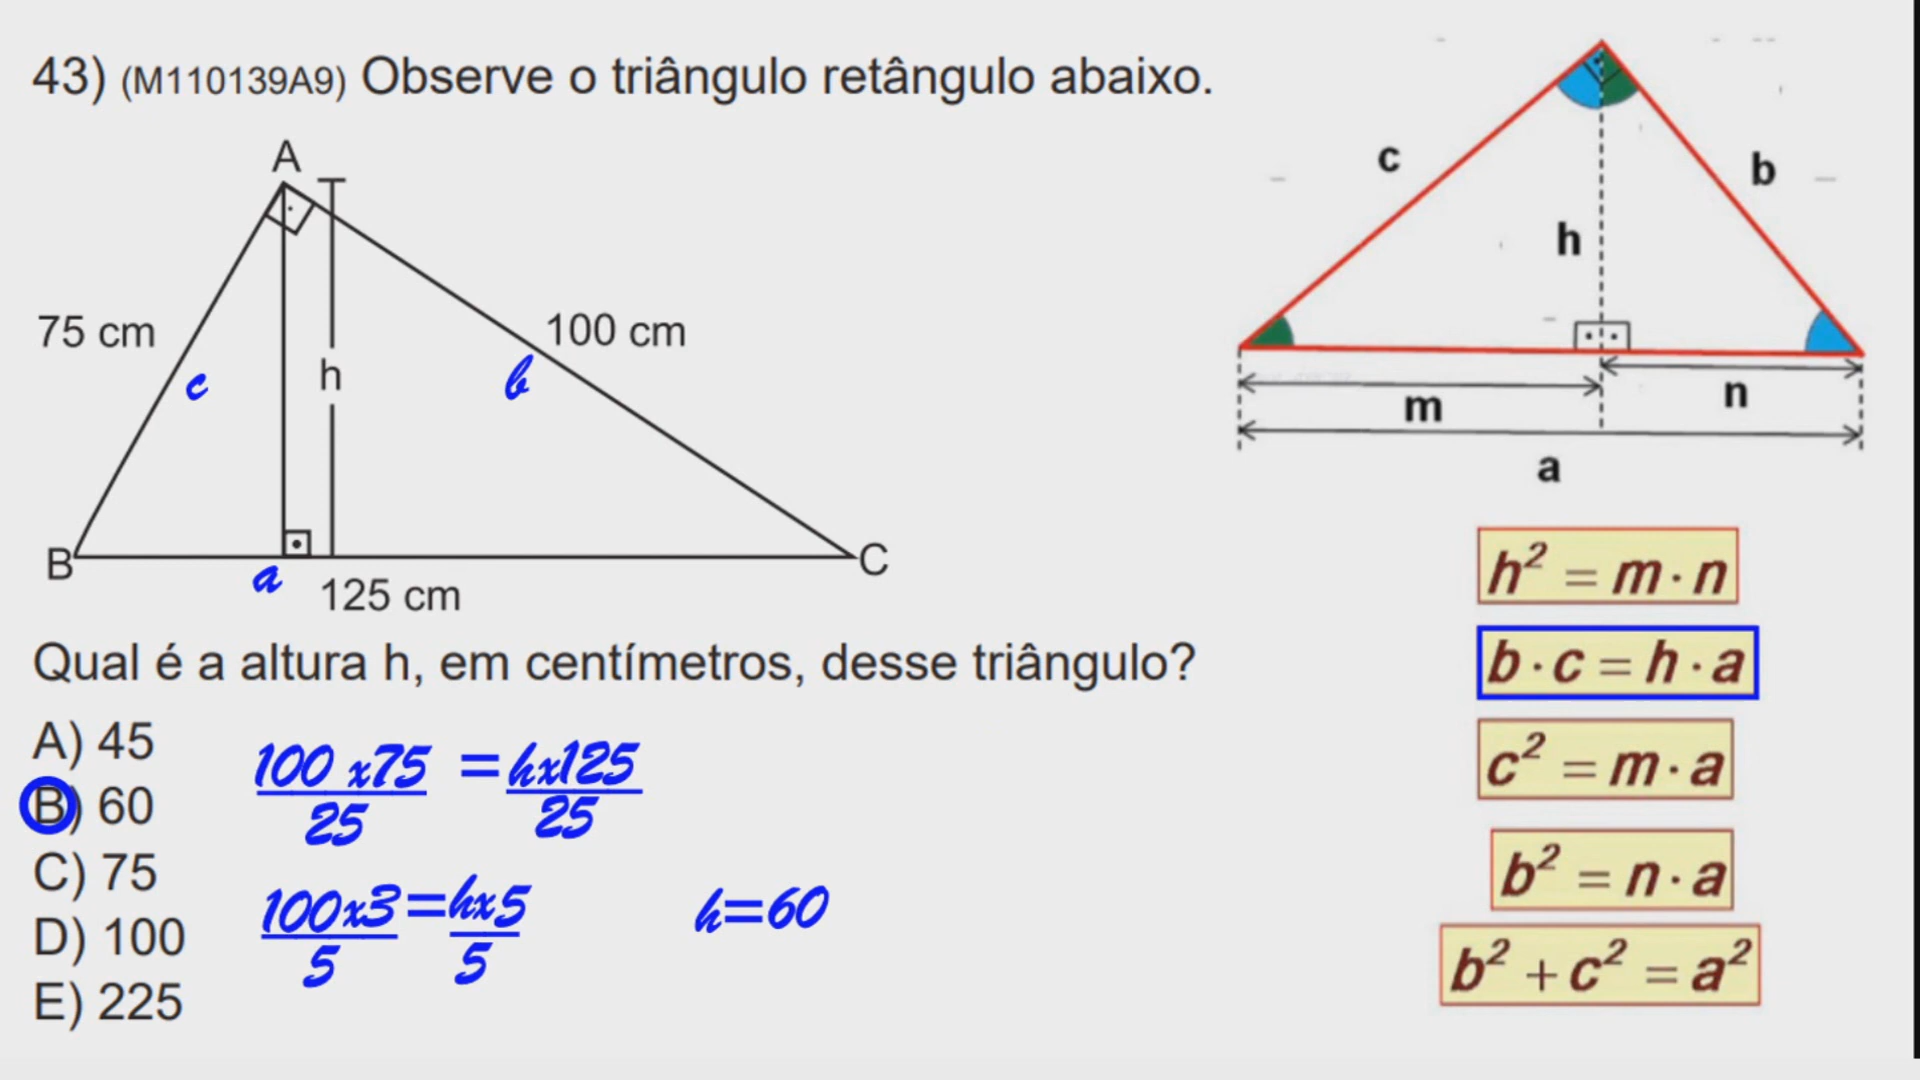 43) (M110139A9) Observe o triângulo retângulo abaixo.
A
75 cm
100 cm
c
h
b
B
C
a
125 cm
c
b
h
m
n
a
Qual é a altura h, em centímetros, desse triângulo?
A) 45
B) 60
C) 75
D) 100
E) 225
100 x75 = hx125
25 25
100x3=hx5
5 5
h=60
h² = m · n
b · c = h · a
c² = m · a
b² = n · a
b² + c² = a²